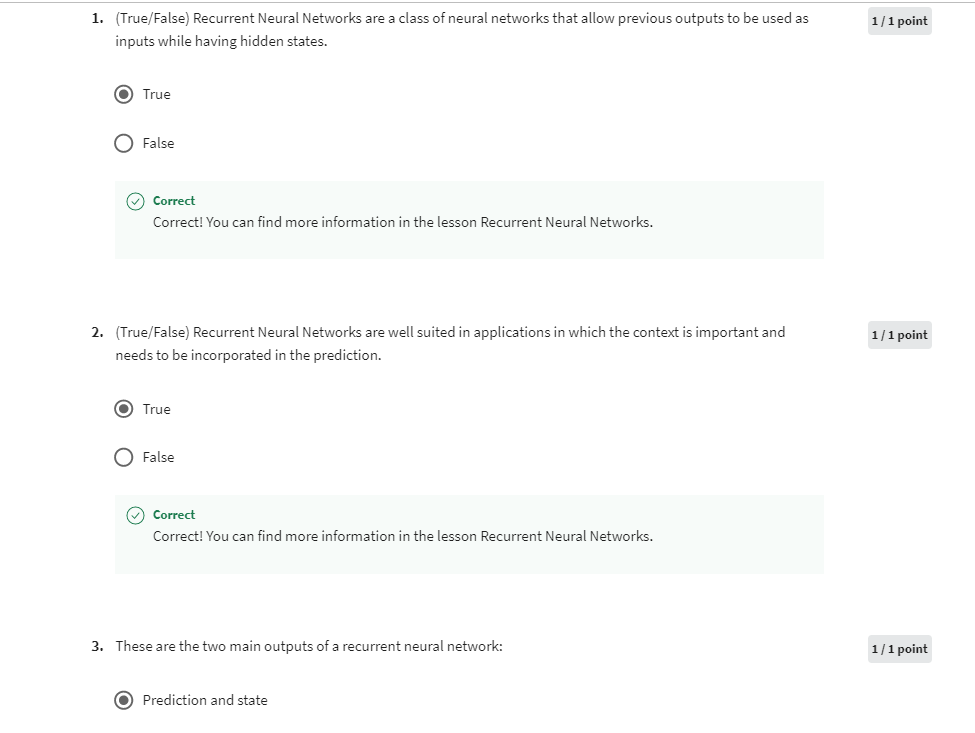 1. (True/False) Recurrent Neural Networks are a class of neural networks that allow previous outputs to be used as
1 / 1 point
inputs while having hidden states.
True
False
Correct
Correct! You can find more information in the lesson Recurrent Neural Networks.
2. (True/False) Recurrent Neural Networks are well suited in applications in which the context is important and
1 / 1 point
needs to be incorporated in the prediction.
True
False
Correct
Correct! You can find more information in the lesson Recurrent Neural Networks.
3. These are the two main outputs of a recurrent neural network:
1 / 1 point
Prediction and state